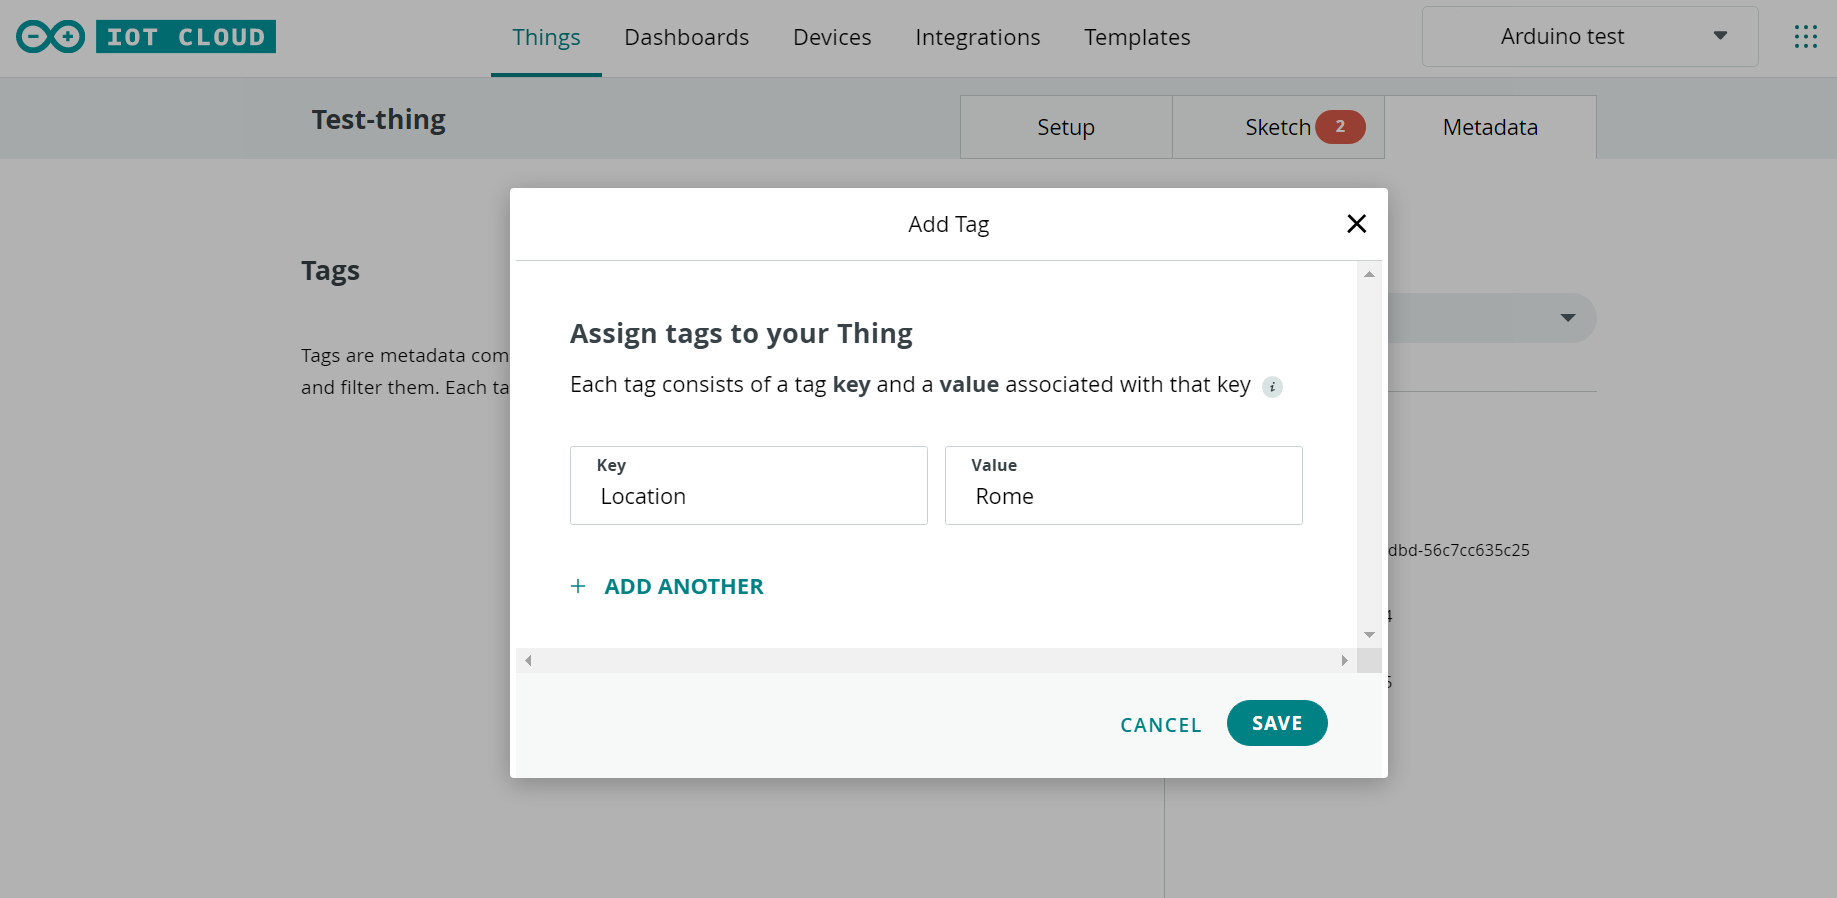 IOT CLOUD
Things Dashboards Devices Integrations Templates
Arduino test
Test-thing
Setup Sketch 2 Metadata
Add Tag
Tags
Assign tags to your Thing
Tags are metadata com
and filter them. Each ta
Each tag consists of a tag key and a value associated with that key i
Key
Location
Value
Rome
dbd-56c7cc635c25
+ ADD ANOTHER
CANCEL SAVE